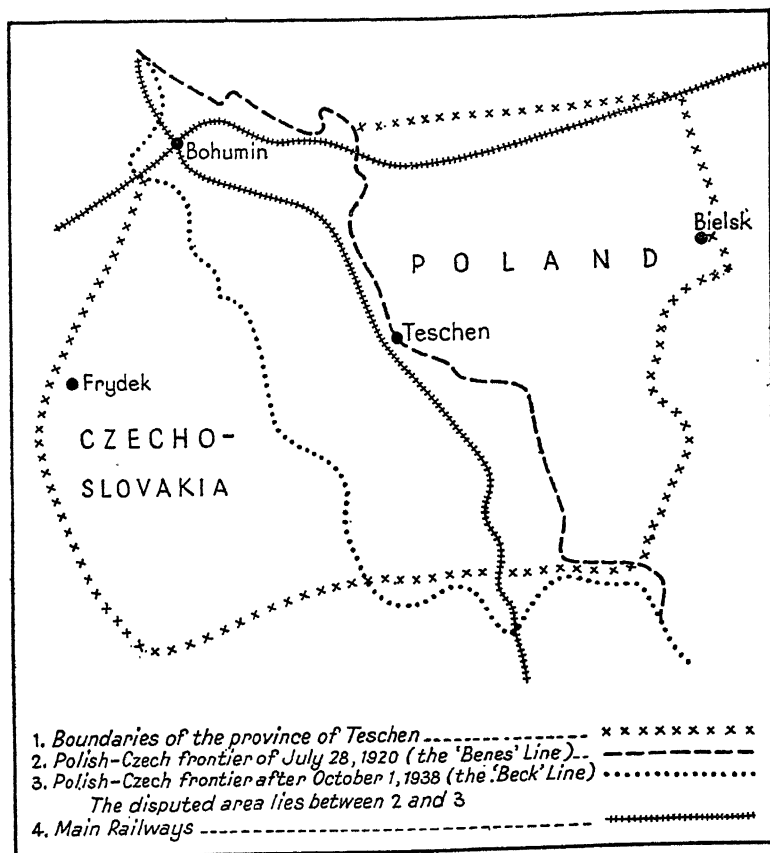 Bohumin
Bielsk
POLAND
Teschen
Frydek
CZECHO-
SLOVAKIA
1. Boundaries of the province of Teschen
2. Polish-Czech frontier of July 28, 1920 (the 'Benes' Line)
3. Polish-Czech frontier after October 1, 1938 (the 'Beck' Line)
The disputed area lies between 2 and 3
4. Main Railways